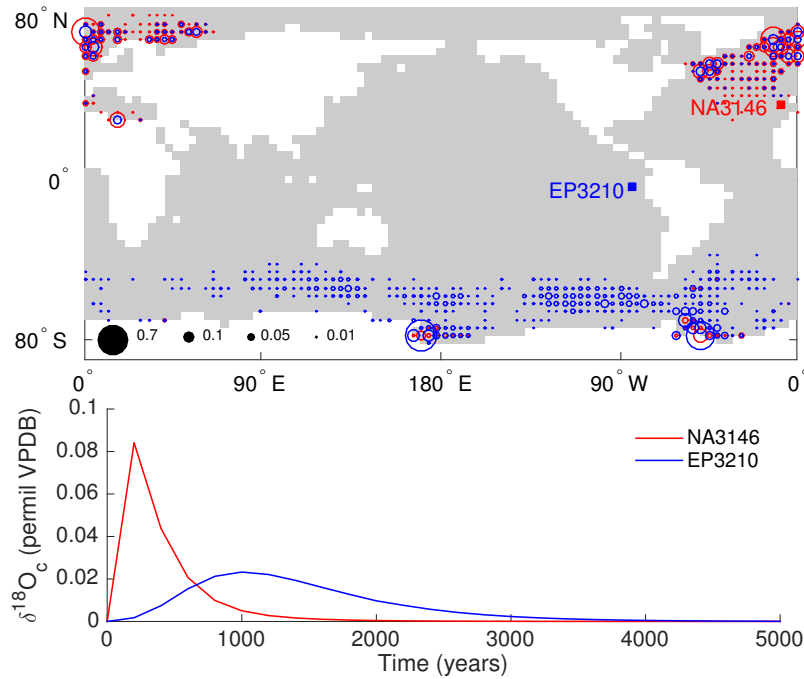 80° N
NA3146
0°
EP3210
0.7 0.1 0.05 0.01
80° S
0° 90° E 180° E 90° W 0°
0.1
NA3146
EP3210
0.08
0.06
0.04
0.02
0
δ¹⁸O_c (permil VPDB)
0 1000 2000 3000 4000 5000
Time (years)